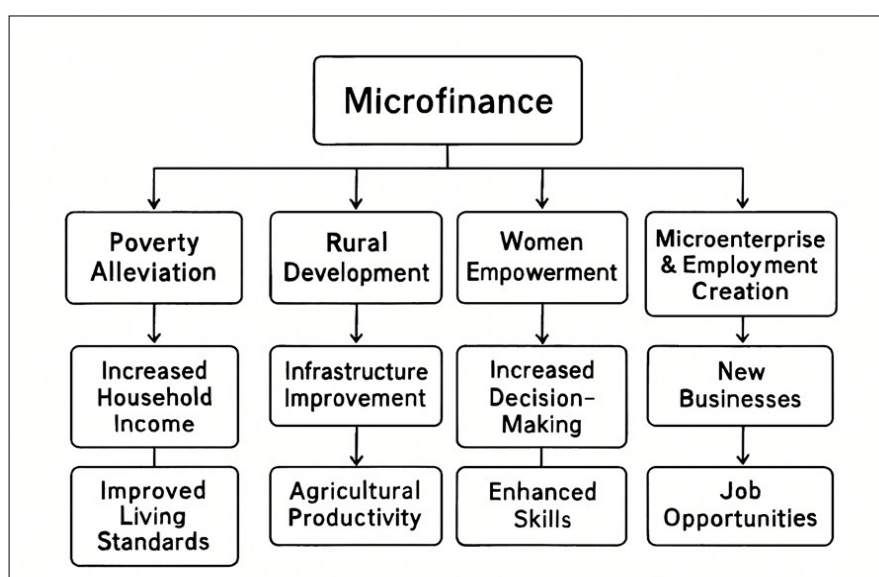 Microfinance
Poverty
Alleviation
Rural
Development
Women
Empowerment
Microenterprise
& Employment
Creation
Increased
Household
Income
Infrastructure
Improvement
Increased
Decision-
Making
New
Businesses
Improved
Living
Standards
Agricultural
Productivity
Enhanced
Skills
Job
Opportunities